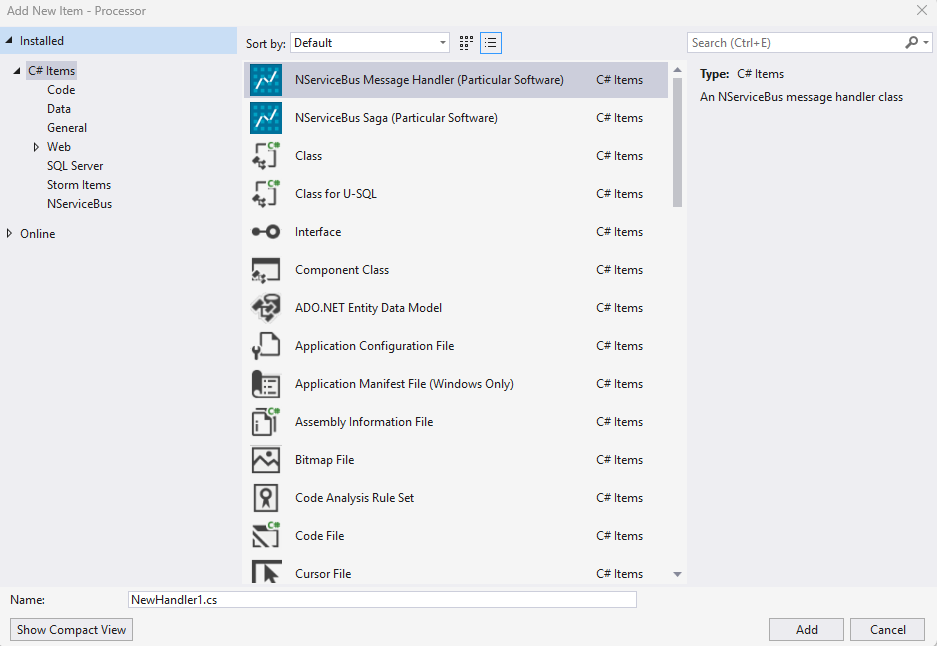 Add New Item - Processor
Installed
C# Items
Code
Data
General
Web
SQL Server
Storm Items
NServiceBus
Online
Sort by: Default
NServiceBus Message Handler (Particular Software) C# Items
NServiceBus Saga (Particular Software) C# Items
Class C# Items
Class for U-SQL C# Items
Interface C# Items
Component Class C# Items
ADO.NET Entity Data Model C# Items
Application Configuration File C# Items
Application Manifest File (Windows Only) C# Items
Assembly Information File C# Items
Bitmap File C# Items
Code Analysis Rule Set C# Items
Code File C# Items
Cursor File C# Items
Search (Ctrl+E)
Type: C# Items
An NServiceBus message handler class
Name: NewHandler1.cs
Show Compact View
Add Cancel